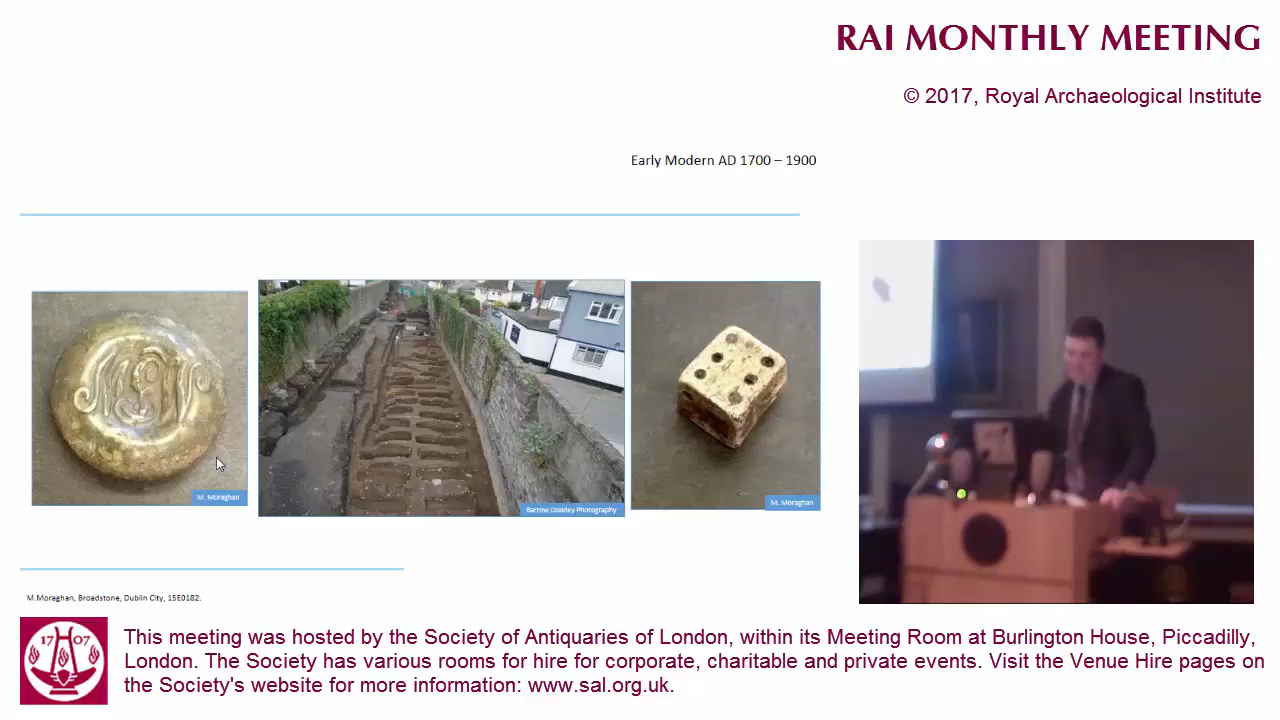 RAI MONTHLY MEETING
© 2017, Royal Archaeological Institute
Early Modern AD 1700 – 1900
M. Moraghan
Barrow Coakley Photography
M. Moraghan
M.Moraghan, Broadstone, Dublin City, 15E0182.
1707
This meeting was hosted by the Society of Antiquaries of London, within its Meeting Room at Burlington House, Piccadilly,
London. The Society has various rooms for hire for corporate, charitable and private events. Visit the Venue Hire pages on
the Society's website for more information: www.sal.org.uk.